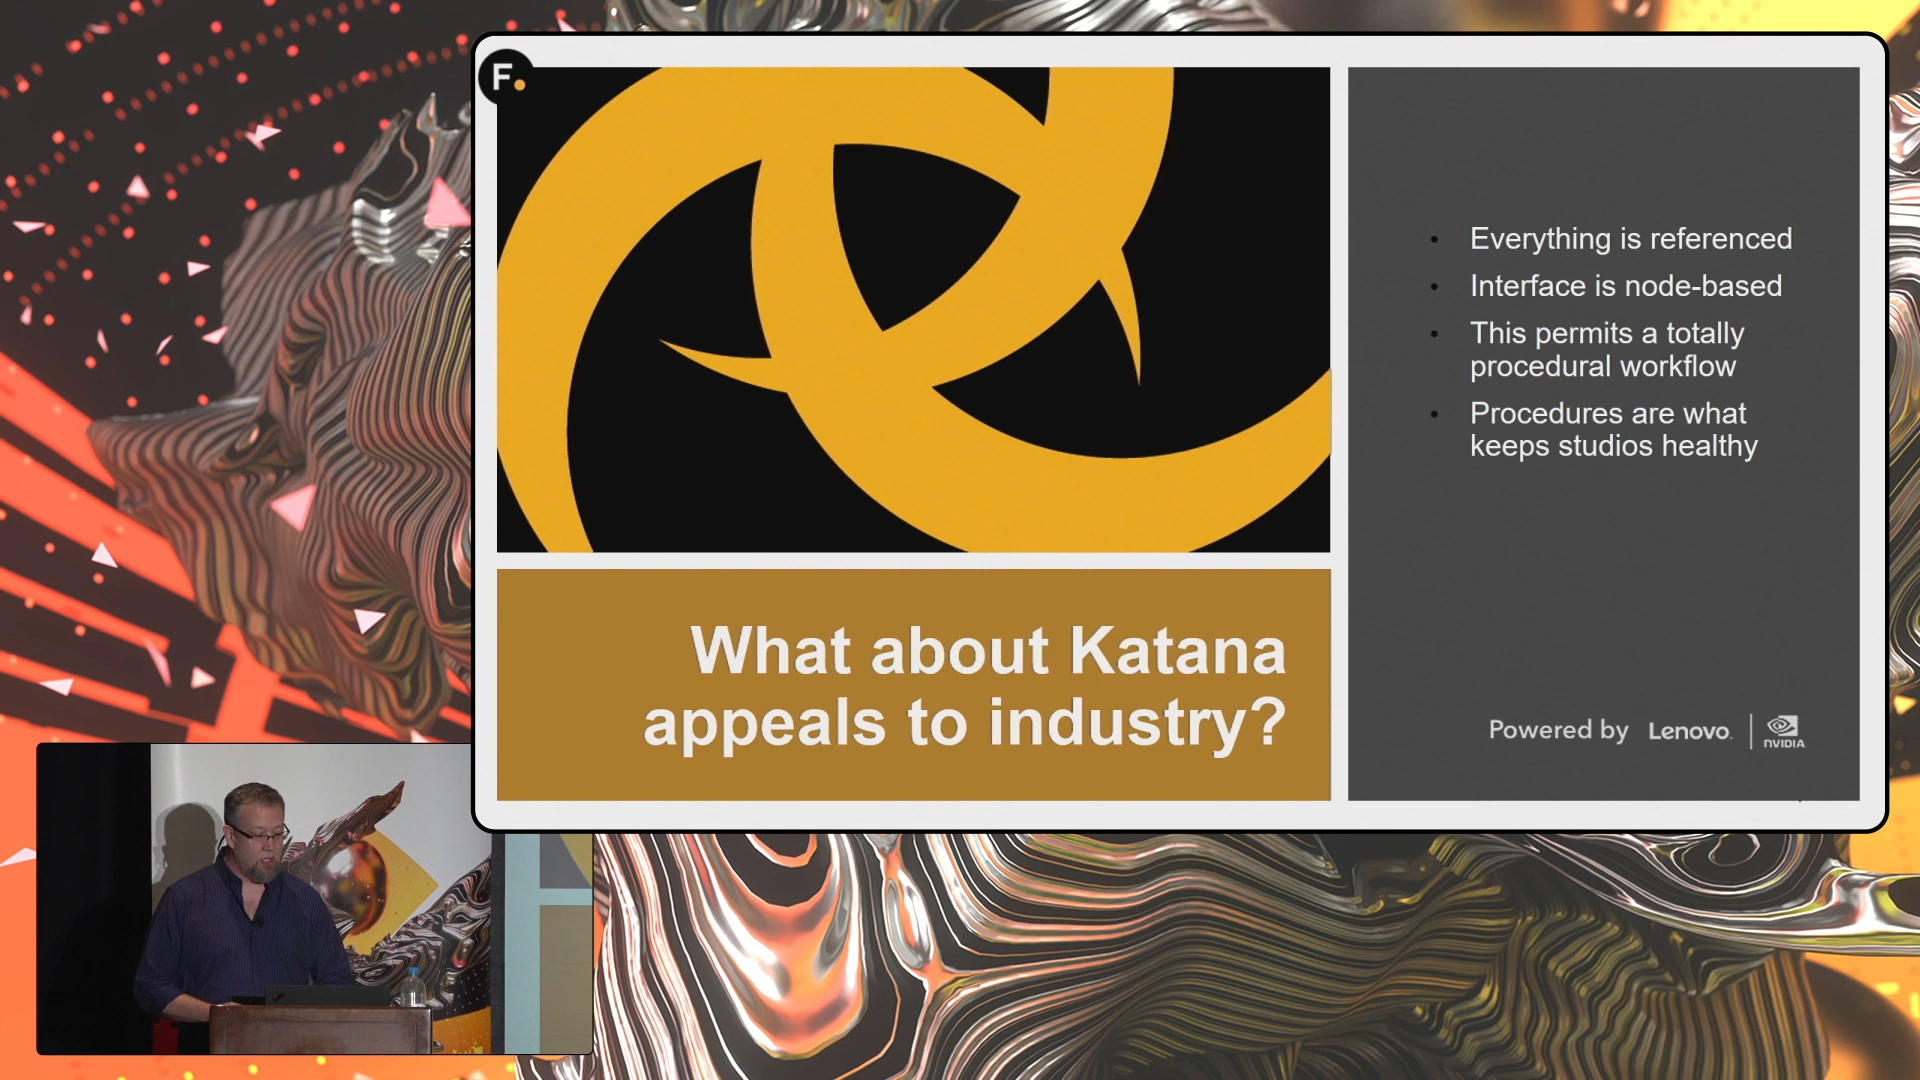 F.
What about Katana
appeals to industry?
• Everything is referenced
• Interface is node-based
• This permits a totally
procedural workflow
• Procedures are what
keeps studios healthy
Powered by Lenovo. NVIDIA